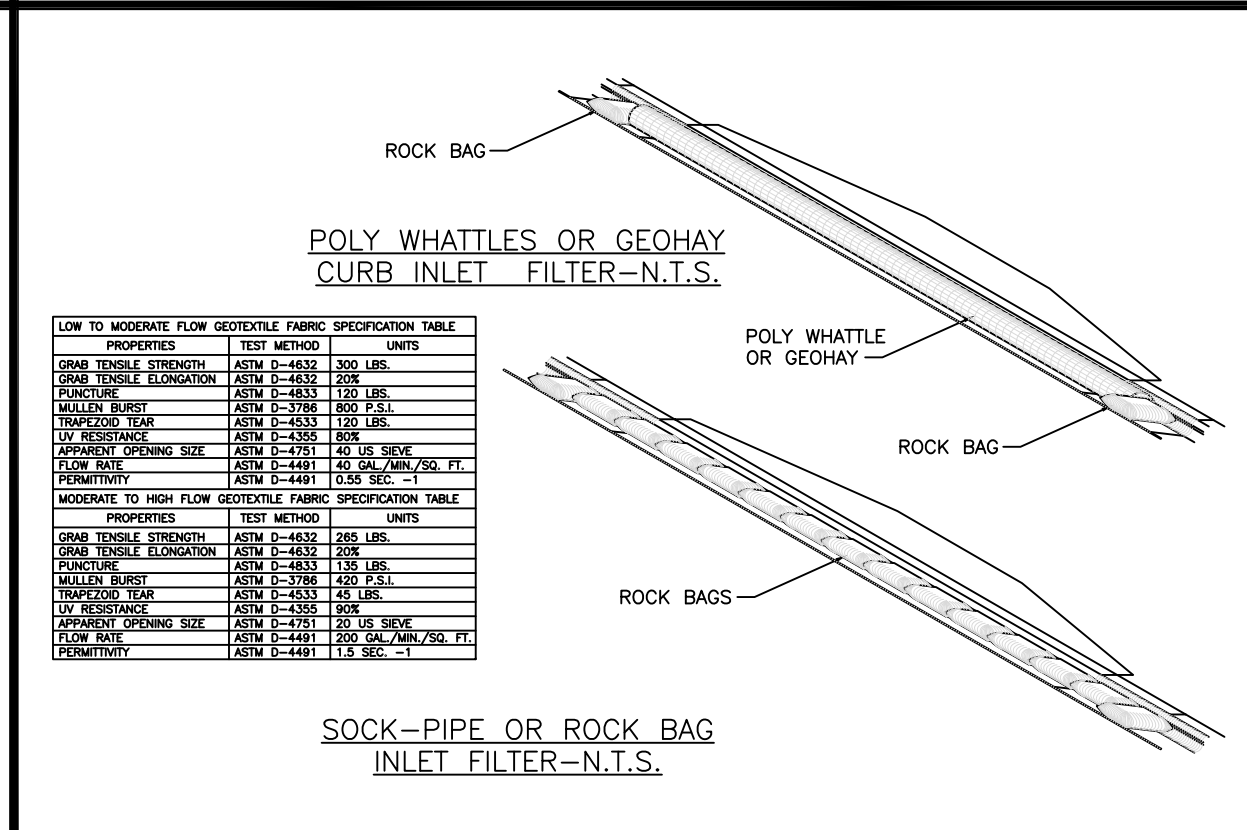 ROCK BAG
POLY WHATTLES OR GEOHAY
CURB INLET FILTER-N.T.S.
POLY WHATTLE
OR GEOHAY
ROCK BAG
LOW TO MODERATE FLOW GEOTEXTILE FABRIC SPECIFICATION TABLE
PROPERTIES TEST METHOD UNITS
GRAB TENSILE STRENGTH ASTM D-4632 300 LBS.
GRAB TENSILE ELONGATION ASTM D-4632 20%
PUNCTURE ASTM D-4833 120 LBS.
MULLEN BURST ASTM D-3786 800 P.S.I.
TRAPEZOID TEAR ASTM D-4533 120 LBS.
UV RESISTANCE ASTM D-4355 80%
APPARENT OPENING SIZE ASTM D-4751 40 US SIEVE
FLOW RATE ASTM D-4491 40 GAL./MIN./SQ. FT.
PERMITTIVITY ASTM D-4491 0.55 SEC. -1
MODERATE TO HIGH FLOW GEOTEXTILE FABRIC SPECIFICATION TABLE
PROPERTIES TEST METHOD UNITS
GRAB TENSILE STRENGTH ASTM D-4632 265 LBS.
GRAB TENSILE ELONGATION ASTM D-4632 20%
PUNCTURE ASTM D-4833 135 LBS.
MULLEN BURST ASTM D-3786 420 P.S.I.
TRAPEZOID TEAR ASTM D-4533 45 LBS.
UV RESISTANCE ASTM D-4355 90%
APPARENT OPENING SIZE ASTM D-4751 20 US SIEVE
FLOW RATE ASTM D-4491 200 GAL./MIN./SQ. FT.
PERMITTIVITY ASTM D-4491 1.5 SEC. -1
ROCK BAGS
SOCK-PIPE OR ROCK BAG
INLET FILTER-N.T.S.